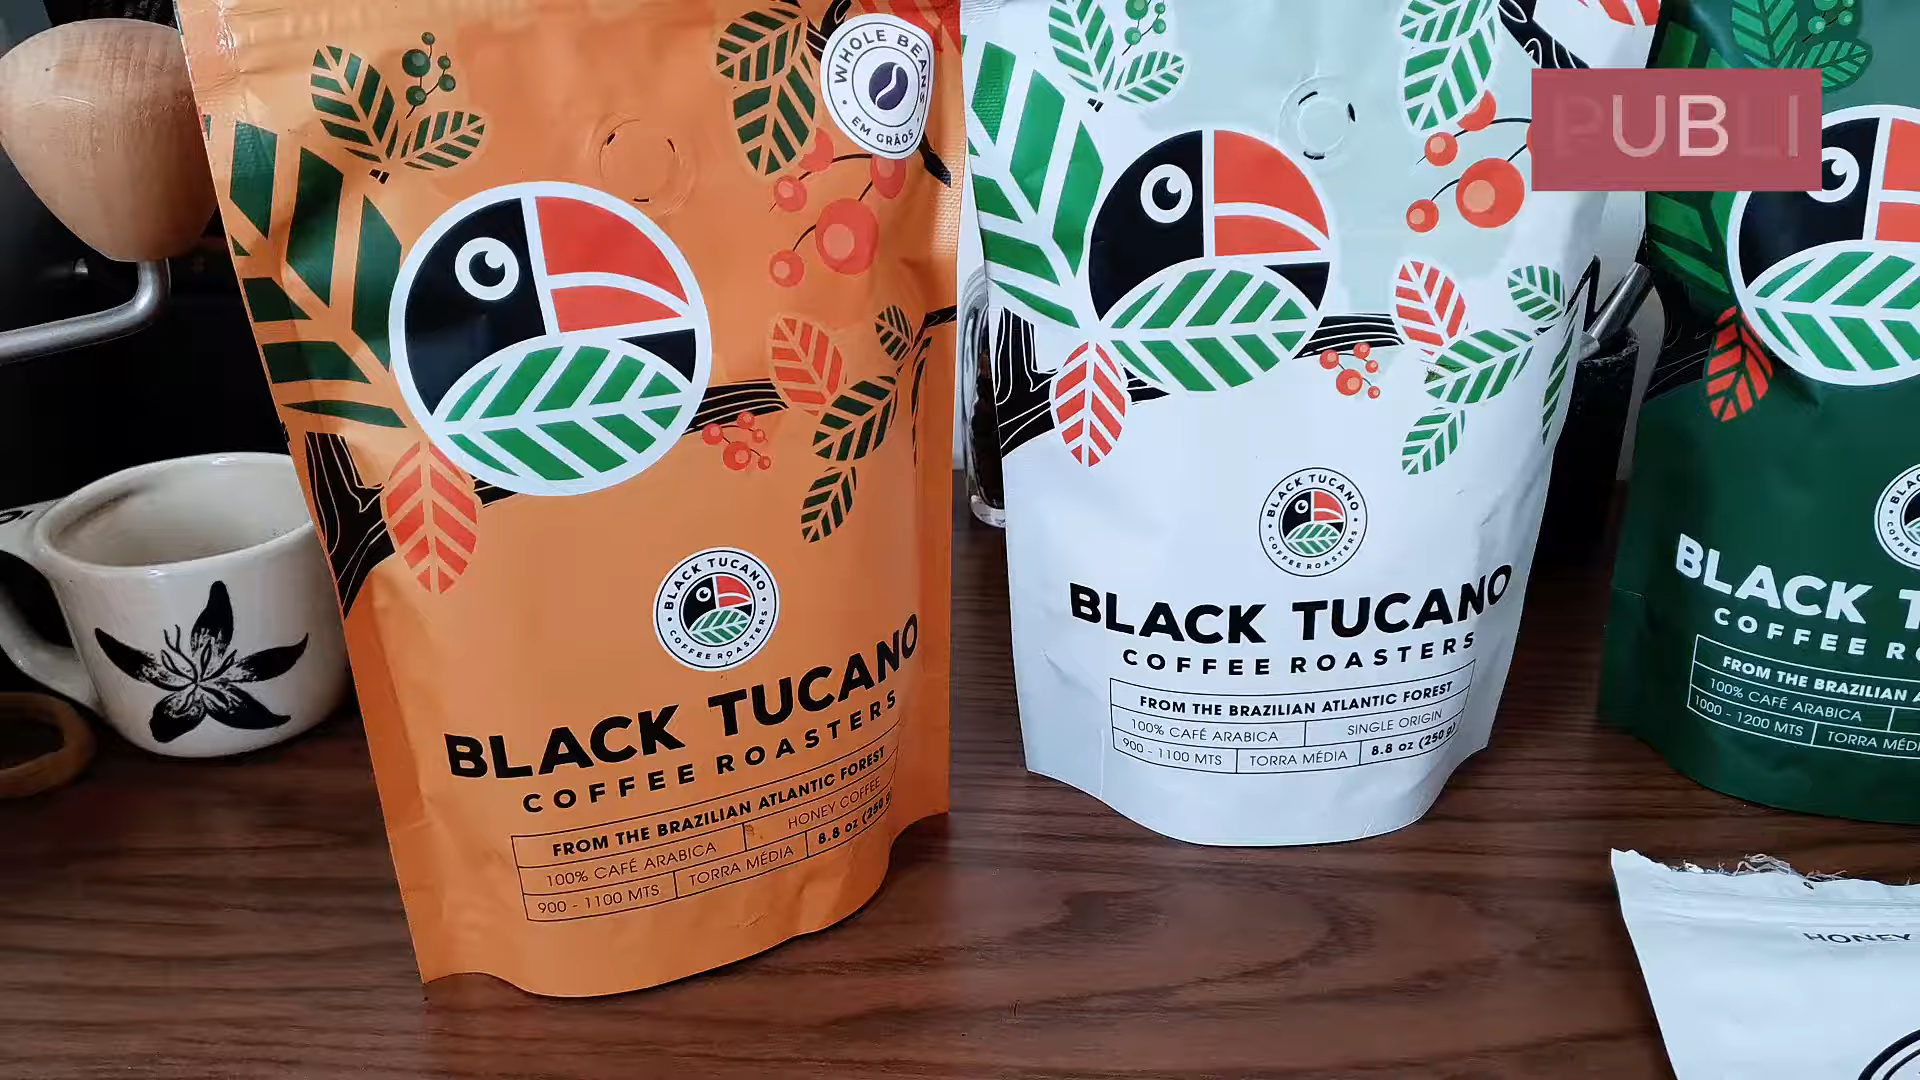 WHOLE BEANS
EM GRÃOS
BLACK TUCANO
COFFEE ROASTERS
BLACK TUCANO
COFFEE ROASTERS
FROM THE BRAZILIAN ATLANTIC FOREST
100% CAFÉ ARABICA HONEY COFFEE
900 - 1100 MTS TORRA MÉDIA 8.8 oz (250 g)
BLACK TUCANO
COFFEE ROASTERS
BLACK TUCANO
COFFEE ROASTERS
FROM THE BRAZILIAN ATLANTIC FOREST
100% CAFÉ ARABICA SINGLE ORIGIN
900 - 1100 MTS TORRA MÉDIA 8.8 oz (250 g)
PUBLI
BLACK T
COFFEE RO
FROM THE BRAZILIAN A
100% CAFÉ ARABICA
1000 - 1200 MTS TORRA MÉDI
HONEY